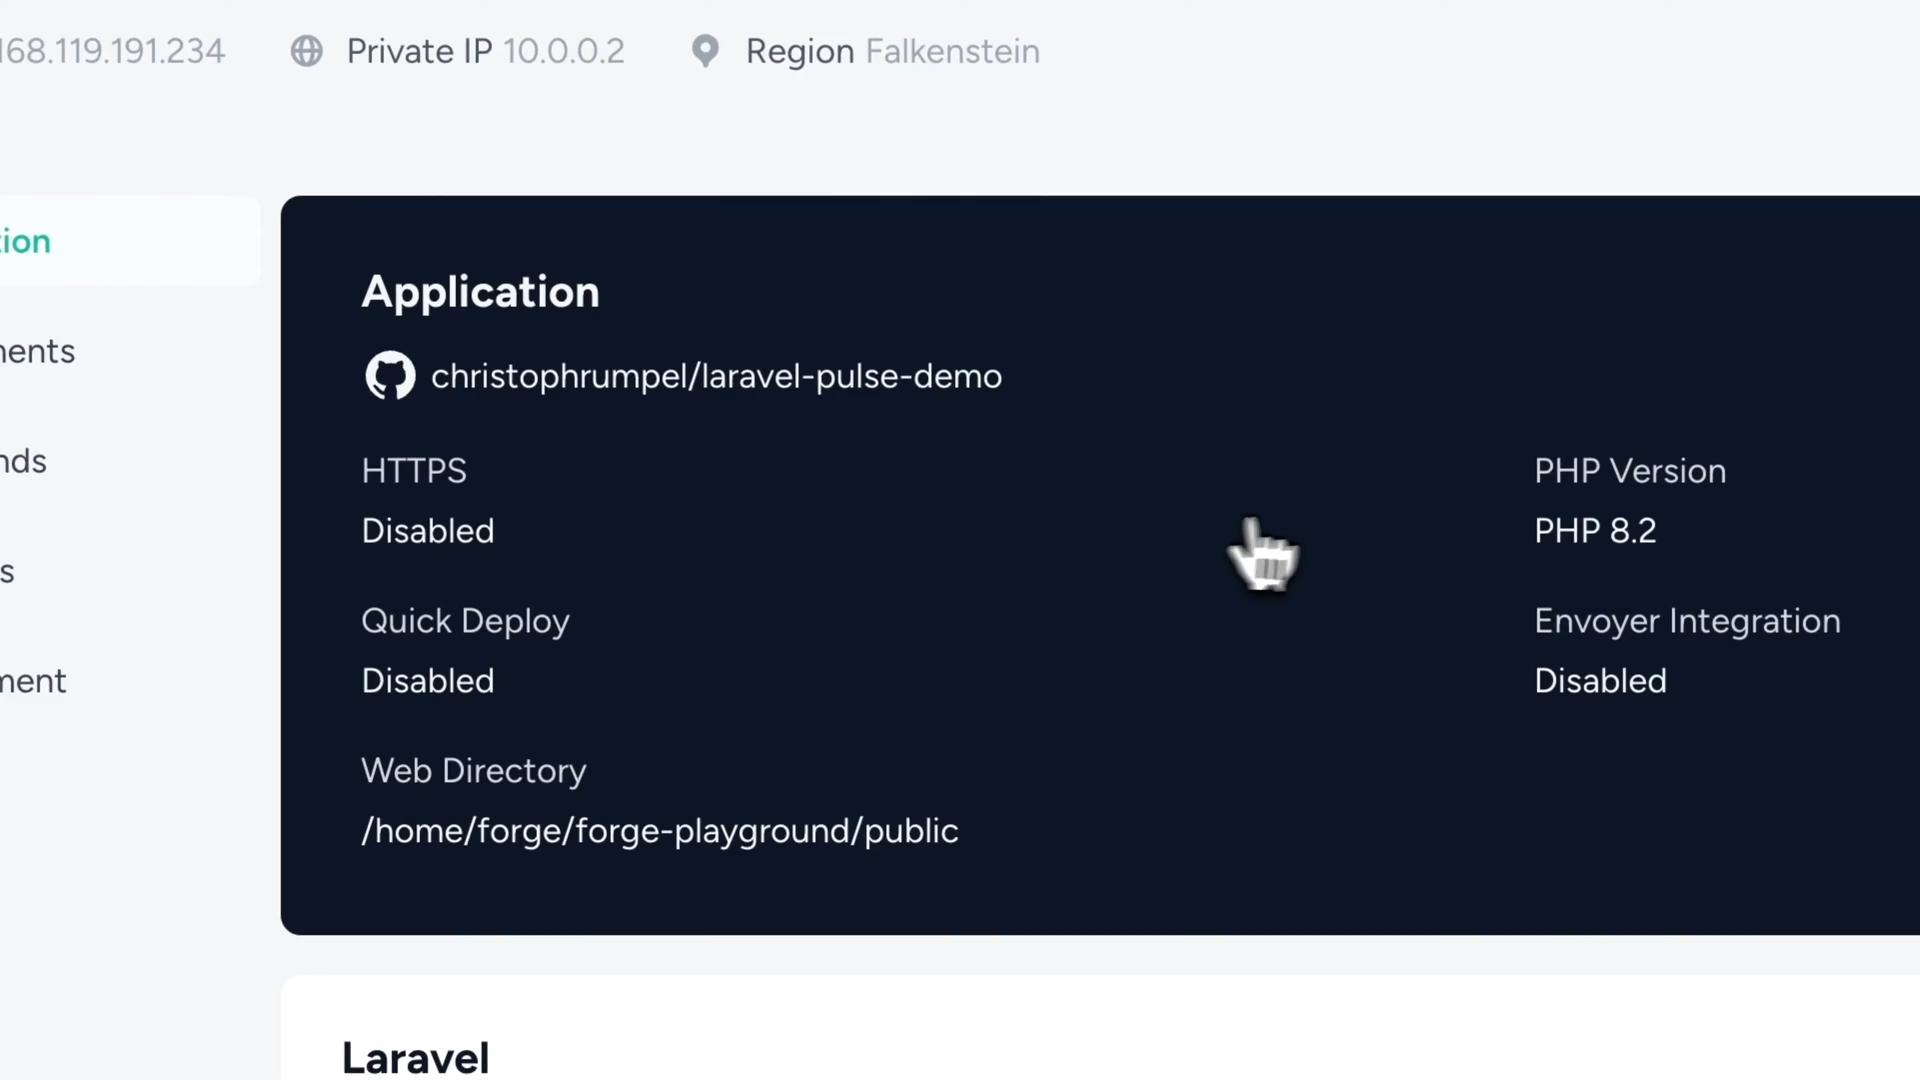 168.119.191.234 Private IP 10.0.0.2 Region Falkenstein
tion
Application
ments
christophrumpel/laravel-pulse-demo
nds
HTTPS PHP Version
Disabled PHP 8.2
s
Quick Deploy Envoyer Integration
ment
Disabled Disabled
Web Directory
/home/forge/forge-playground/public
Laravel